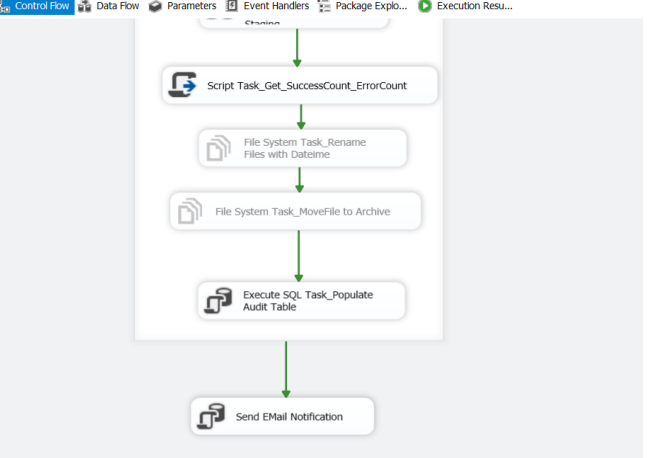 Control Flow Data Flow Parameters Event Handlers Package Explo... Execution Resu...
Staging
Script Task_Get_SuccessCount_ErrorCount
File System Task_Rename
Files with Dateime
File System Task_MoveFile to Archive
Execute SQL Task_Populate
Audit Table
Send EMail Notification